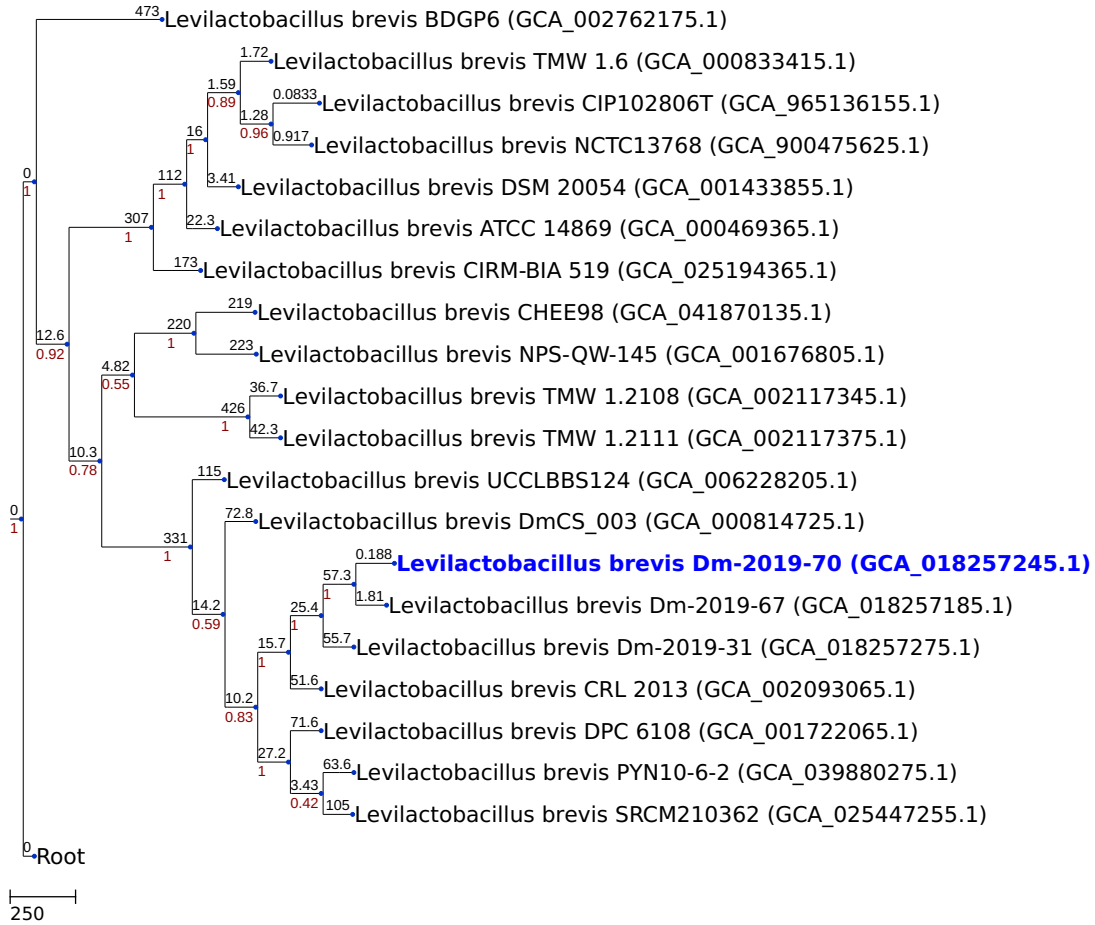 473 Levilactobacillus brevis BDGP6 (GCA_002762175.1)
1.72 Levilactobacillus brevis TMW 1.6 (GCA_000833415.1)
1.59
0.89
0.0833 Levilactobacillus brevis CIP102806T (GCA_965136155.1)
1.28
0.96
16
1
0.917 Levilactobacillus brevis NCTC13768 (GCA_900475625.1)
0
1
112
1
3.41 Levilactobacillus brevis DSM 20054 (GCA_001433855.1)
307
1
22.3 Levilactobacillus brevis ATCC 14869 (GCA_000469365.1)
173 Levilactobacillus brevis CIRM-BIA 519 (GCA_025194365.1)
219 Levilactobacillus brevis CHEE98 (GCA_041870135.1)
12.6
0.92
220
1
223 Levilactobacillus brevis NPS-QW-145 (GCA_001676805.1)
4.82
0.55
36.7 Levilactobacillus brevis TMW 1.2108 (GCA_002117345.1)
426
1
42.3 Levilactobacillus brevis TMW 1.2111 (GCA_002117375.1)
10.3
0.78
115 Levilactobacillus brevis UCCLBBS124 (GCA_006228205.1)
0
1
72.8 Levilactobacillus brevis DmCS_003 (GCA_000814725.1)
331
1
0.188 Levilactobacillus brevis Dm-2019-70 (GCA_018257245.1)
57.3
1
1.81 Levilactobacillus brevis Dm-2019-67 (GCA_018257185.1)
14.2
0.59
25.4
1
55.7 Levilactobacillus brevis Dm-2019-31 (GCA_018257275.1)
15.7
1
51.6 Levilactobacillus brevis CRL 2013 (GCA_002093065.1)
10.2
0.83
71.6 Levilactobacillus brevis DPC 6108 (GCA_001722065.1)
27.2
1
63.6 Levilactobacillus brevis PYN10-6-2 (GCA_039880275.1)
3.43
0.42
105 Levilactobacillus brevis SRCM210362 (GCA_025447255.1)
0 Root
250